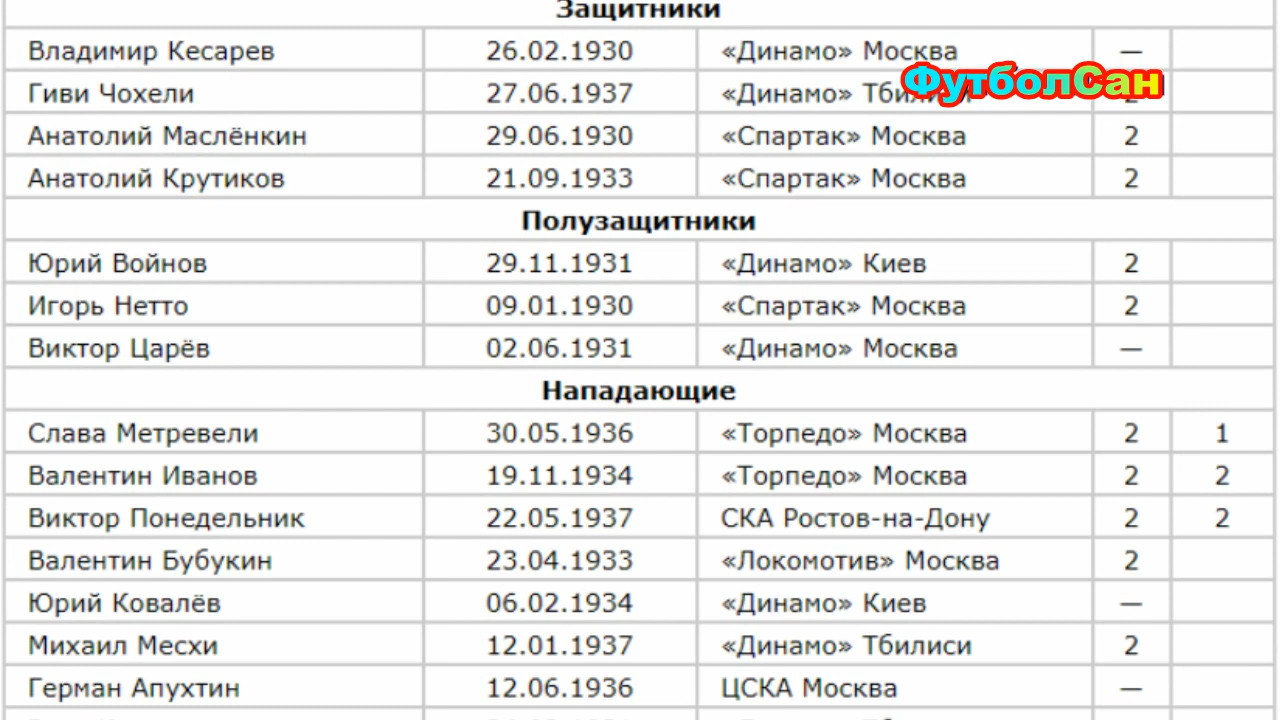 Защитники
Владимир Кесарев 26.02.1930 «Динамо» Москва —
ФутболСан
Гиви Чохели 27.06.1937 «Динамо»
Анатолий Маслёнкин 29.06.1930 «Спартак» Москва 2
Анатолий Крутиков 21.09.1933 «Спартак» Москва 2
Полузащитники
Юрий Войнов 29.11.1931 «Динамо» Киев 2
Игорь Нетто 09.01.1930 «Спартак» Москва 2
Виктор Царёв 02.06.1931 «Динамо» Москва —
Нападающие
Слава Метревели 30.05.1936 «Торпедо» Москва 2 1
Валентин Иванов 19.11.1934 «Торпедо» Москва 2 2
Виктор Понедельник 22.05.1937 СКА Ростов-на-Дону 2 2
Валентин Бубукин 23.04.1933 «Локомотив» Москва 2
Юрий Ковалёв 06.02.1934 «Динамо» Киев —
Михаил Месхи 12.01.1937 «Динамо» Тбилиси 2
Герман Апухтин 12.06.1936 ЦСКА Москва —